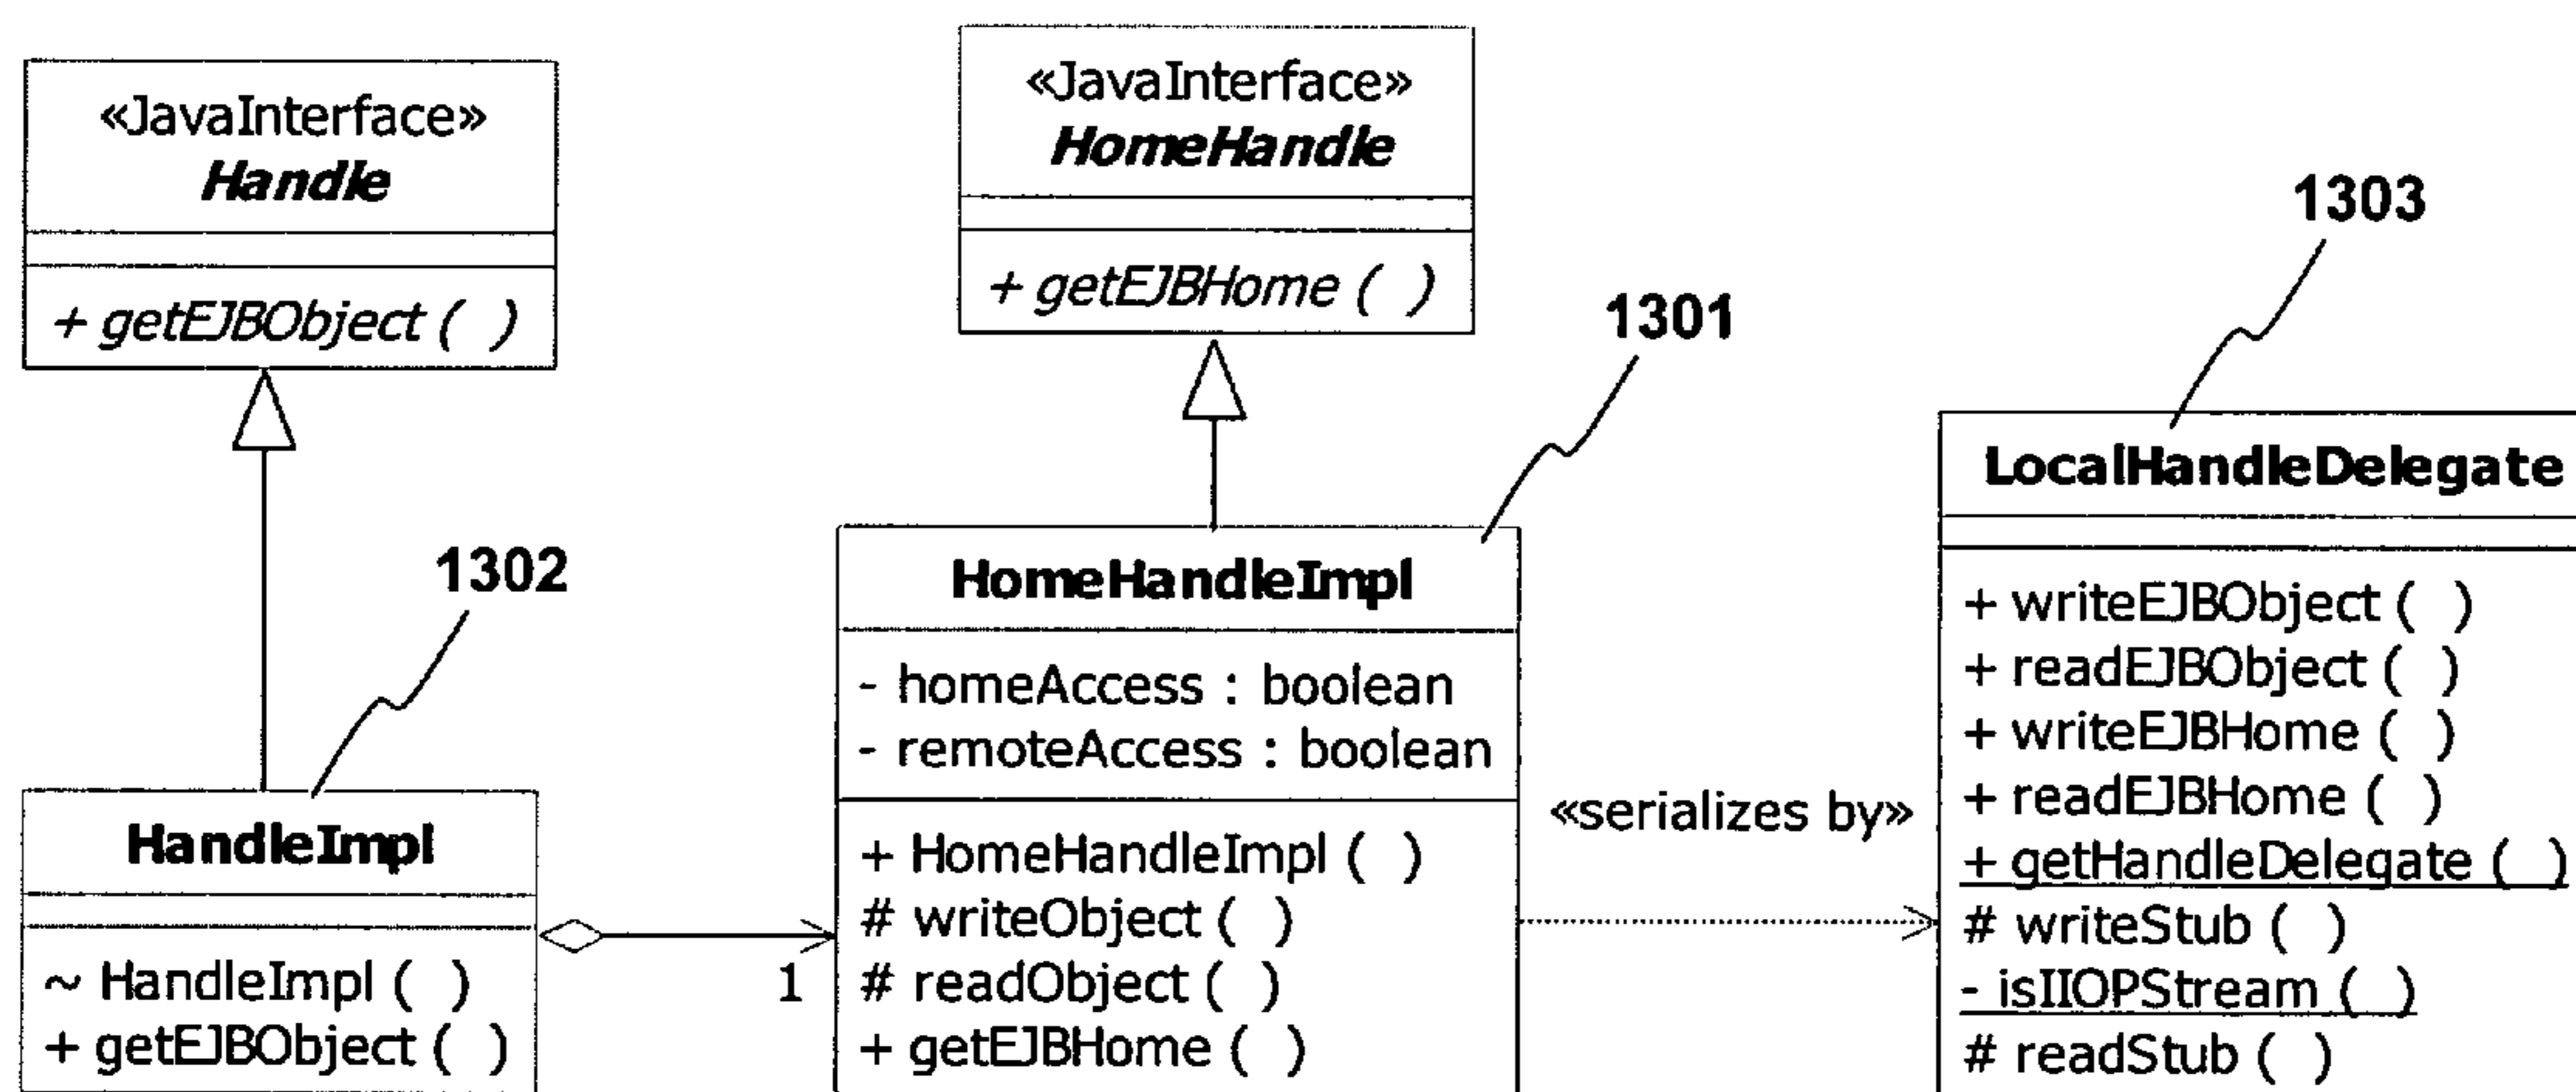 «JavaInterface»
Handle
+ getEJBObject ( )
«JavaInterface»
HomeHandle
+ getEJBHome ( )
1303
1301
1302
HandleImpl
~ HandleImpl ( )
+ getEJBObject ( )
1
HomeHandleImpl
- homeAccess : boolean
- remoteAccess : boolean
+ HomeHandleImpl ( )
# writeObject ( )
# readObject ( )
+ getEJBHome ( )
«serializes by»
LocalHandleDelegate
+ writeEJBObject ( )
+ readEJBObject ( )
+ writeEJBHome ( )
+ readEJBHome ( )
+ getHandleDelegate ( )
# writeStub ( )
- isIIOPStream ( )
# readStub ( )